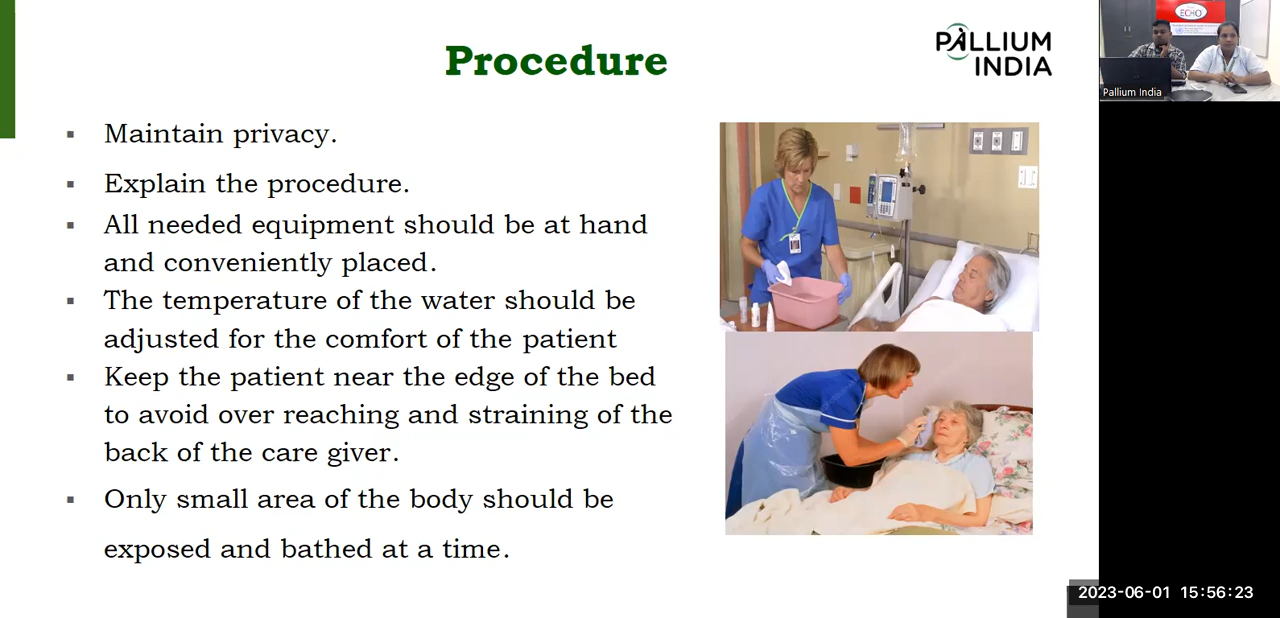 Procedure
PALLIUM
INDIA
ECHO
Pallium India
Maintain privacy.
Explain the procedure.
All needed equipment should be at hand
and conveniently placed.
The temperature of the water should be
adjusted for the comfort of the patient
Keep the patient near the edge of the bed
to avoid over reaching and straining of the
back of the care giver.
Only small area of the body should be
exposed and bathed at a time.
2023-06-01 15:56:23